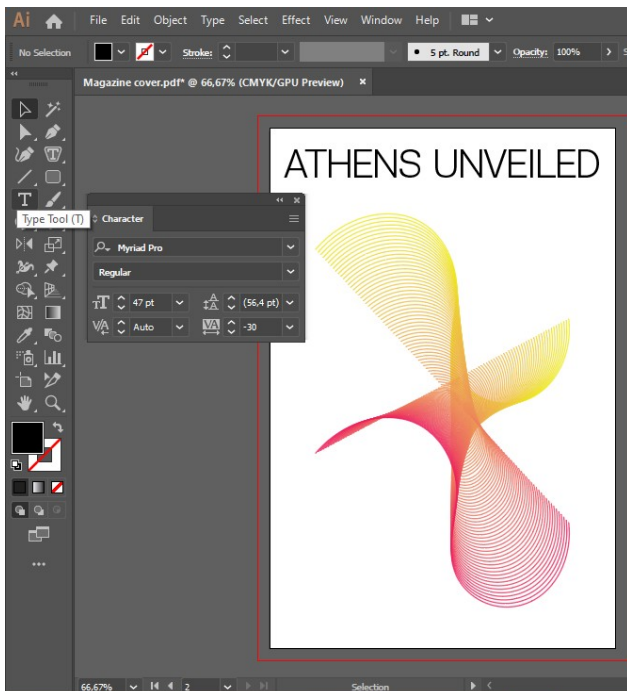 Ai File Edit Object Type Select Effect View Window Help
No Selection Stroke: 5 pt. Round Opacity: 100%
Magazine cover.pdf* @ 66,67% (CMYK/GPU Preview) ×
ATHENS UNVEILED
Type Tool (T)
Character
Myriad Pro
Regular
47 pt (56,4 pt)
Auto -30
66,67% 2 Selection